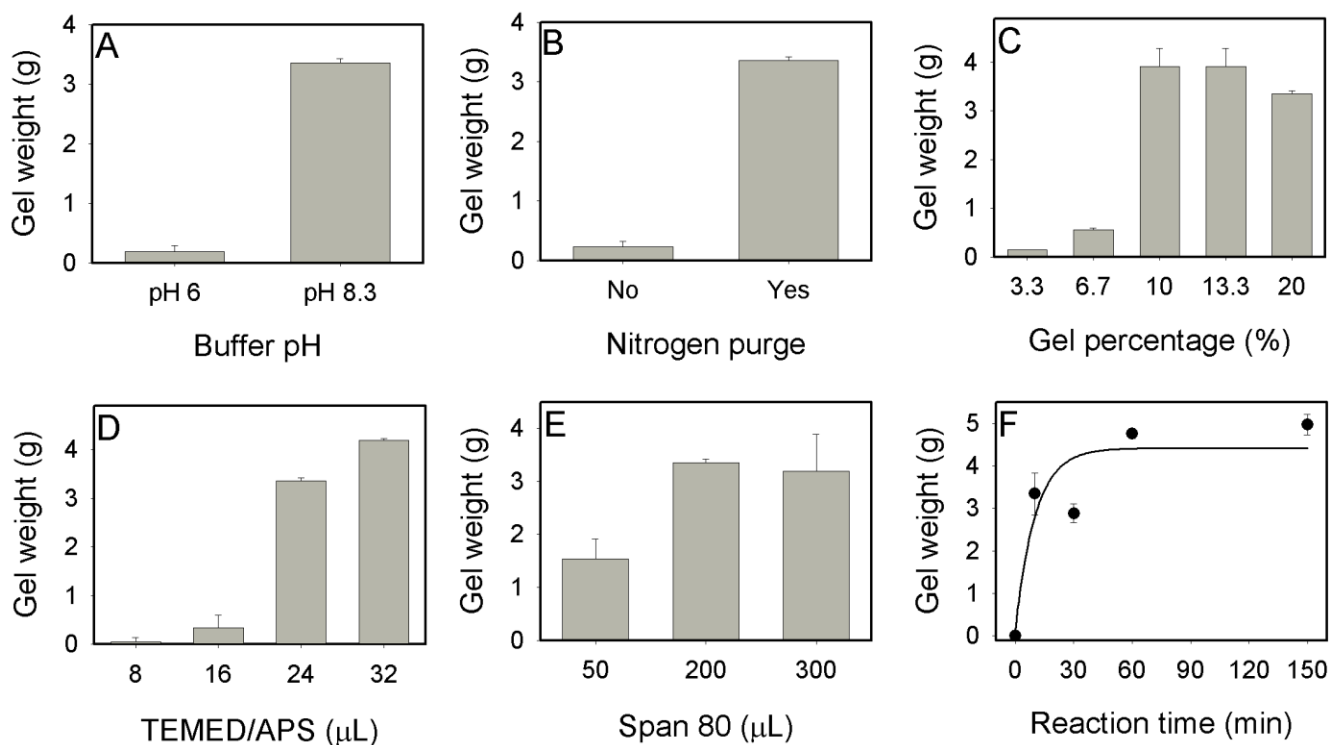 A
Gel weight (g)
4
3
2
1
0
pH 6 pH 8.3
Buffer pH
B
Gel weight (g)
4
3
2
1
0
No Yes
Nitrogen purge
C
Gel weight (g)
4
3
2
1
0
3.3 6.7 10 13.3 20
Gel percentage (%)
D
Gel weight (g)
4
3
2
1
0
8 16 24 32
TEMED/APS (μL)
E
Gel weight (g)
4
3
2
1
0
50 200 300
Span 80 (μL)
F
Gel weight (g)
5
4
3
2
1
0
0 30 60 90 120 150
Reaction time (min)